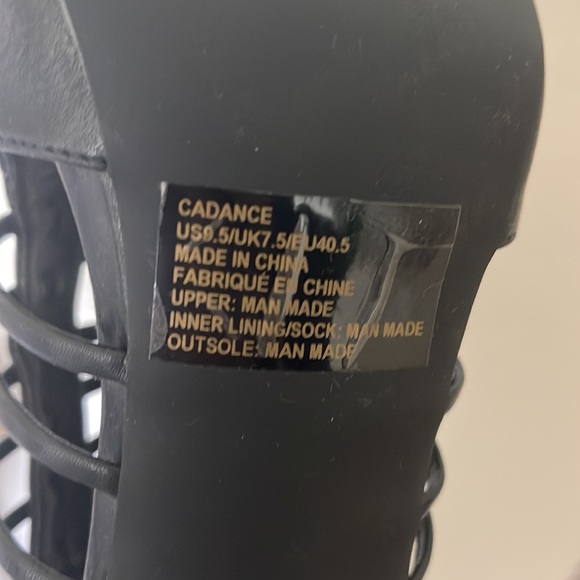 CADANCE
US9.5/UK7.5/EU40.5
MADE IN CHINA
FABRIQUÉ EN CHINE
UPPER: MAN MADE
INNER LINING/SOCK: MAN MADE
OUTSOLE: MAN MADE